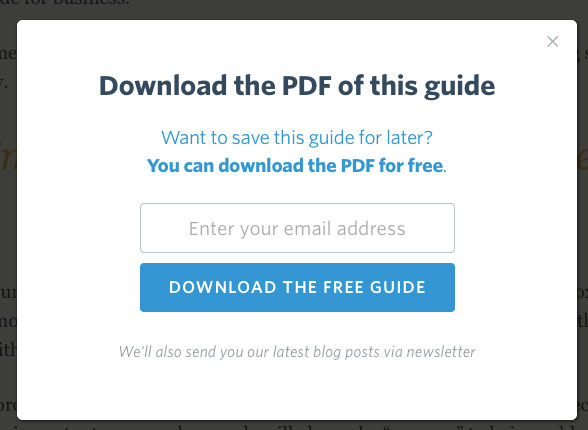 de for business.
Download the PDF of this guide
Want to save this guide for later?
You can download the PDF for free.
Enter your email address
DOWNLOAD THE FREE GUIDE
We'll also send you our latest blog posts via newsletter